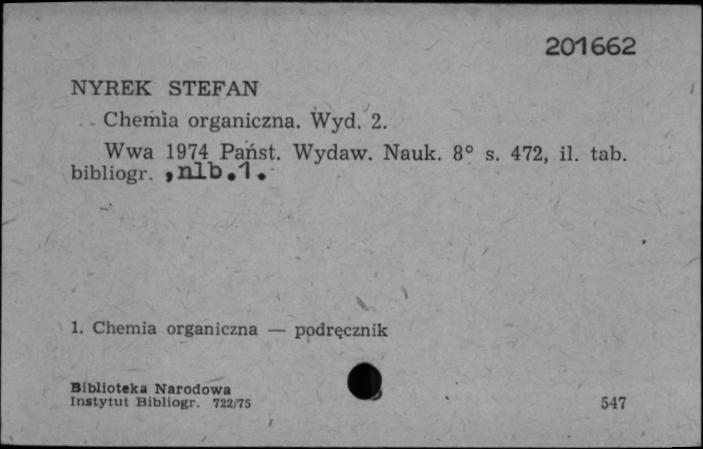 201662
NYREK STEFAN
Chemia organiczna. Wyd. 2.
Wwa 1974 Państ. Wydaw. Nauk. 8° s. 472, il. tab.
bibliogr. ,nlb.1.
1. Chemia organiczna — podręcznik
Biblioteka Narodowa
Instytut Bibliogr. 722/75
547